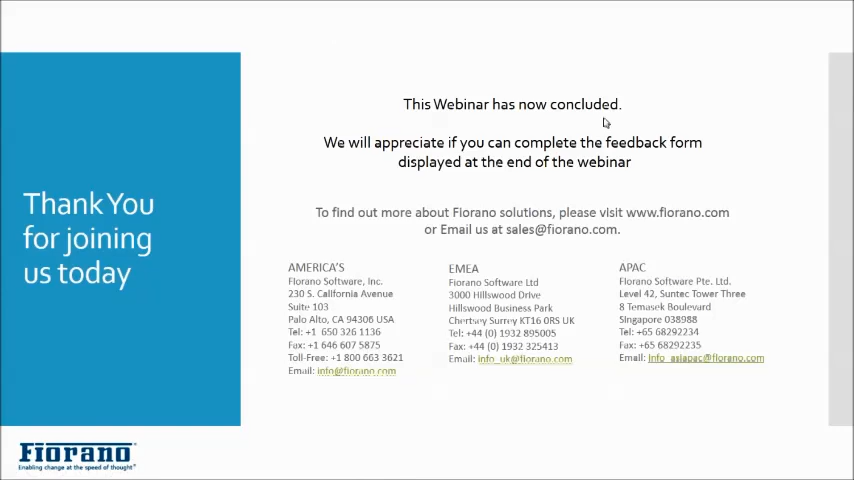 This Webinar has now concluded.
We will appreciate if you can complete the feedback form
displayed at the end of the webinar
Thank You
for joining
us today
To find out more about Fiorano solutions, please visit www.fiorano.com
or Email us at sales@fiorano.com.
AMERICA'S
Fiorano Software, Inc.
230 S. California Avenue
Suite 103
Palo Alto, CA 94306 USA
Tel: +1 650 326 1136
Fax: +1 646 607 5875
Toll-Free: +1 800 663 3621
Email: info@fiorano.com
EMEA
Fiorano Software Ltd
3000 Hillswood Drive
Hillswood Business Park
Chertsey Surrey KT16 0RS UK
Tel: +44 (0) 1932 895005
Fax: +44 (0) 1932 325413
Email: info_uk@fiorano.com
APAC
Fiorano Software Pte. Ltd.
Level 42, Suntec Tower Three
8 Temasek Boulevard
Singapore 038988
Tel: +65 68292234
Fax: +65 68292235
Email: info_asiapac@fiorano.com
Fiorano
Enabling change at the speed of thought